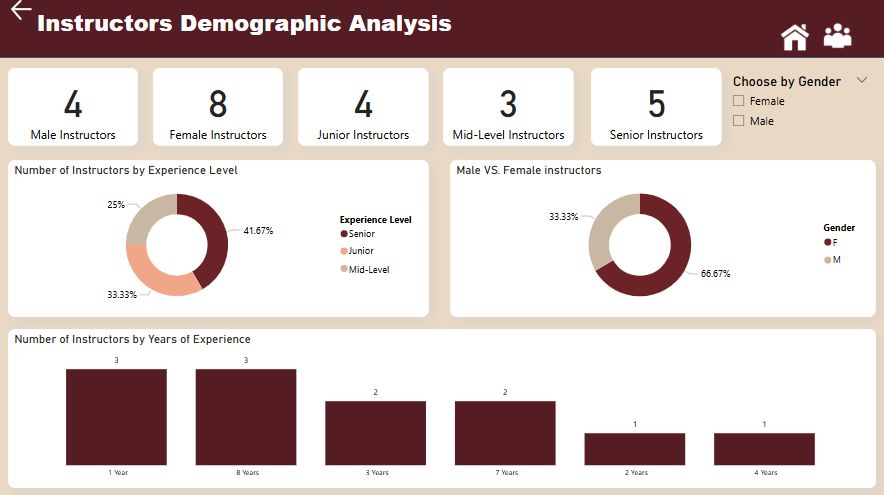 Instructors Demographic Analysis
4
Male Instructors
8
Female Instructors
4
Junior Instructors
3
Mid-Level Instructors
5
Senior Instructors
Choose by Gender
Female
Male
Number of Instructors by Experience Level
25%
41.67%
33.33%
Experience Level
Senior
Junior
Mid-Level
Male VS. Female instructors
33.33%
66.67%
Gender
F
M
Number of Instructors by Years of Experience
3
3
2
2
1
1
1 Year
8 Years
3 Years
7 Years
2 Years
4 Years